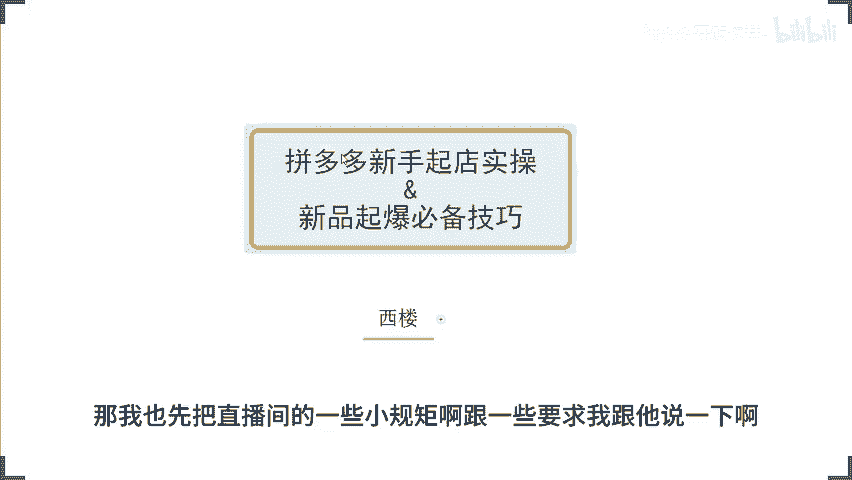 bilibili
拼多多新手起店实操
&
新品起爆必备技巧
西楼
那我也先把直播间的一些小规矩啊跟一些要求我跟他说一下啊